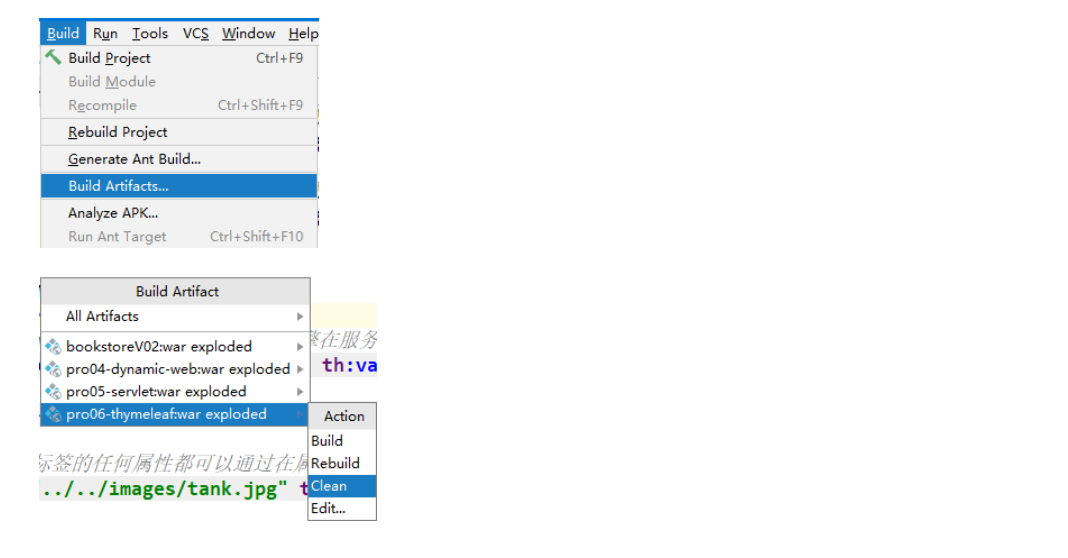 Build Run Tools VCS Window Help
Build Project Ctrl+F9
Build Module
Recompile Ctrl+Shift+F9
Rebuild Project
Generate Ant Build...
Build Artifacts...
Analyze APK...
Run Ant Target Ctrl+Shift+F10
Build Artifact
All Artifacts
bookstoreV02:war exploded
在服务
pro04-dynamic-web:war exploded
th:va
pro05-servlet:war exploded
pro06-thymeleaf:war exploded
Action
Build
标签的任何属性都可以通过在属
Rebuild
../../images/tank.jpg" t
Clean
Edit...